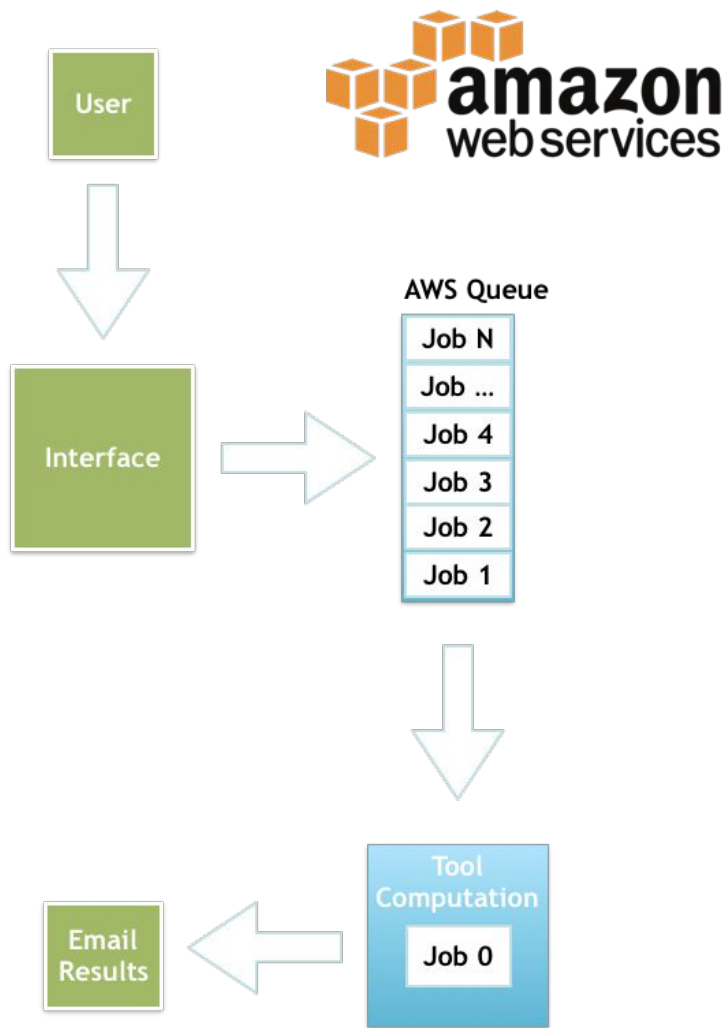 User
amazon
web services
AWS Queue
Job N
Job ...
Job 4
Job 3
Job 2
Job 1
Interface
Tool
Computation
Job 0
Email
Results